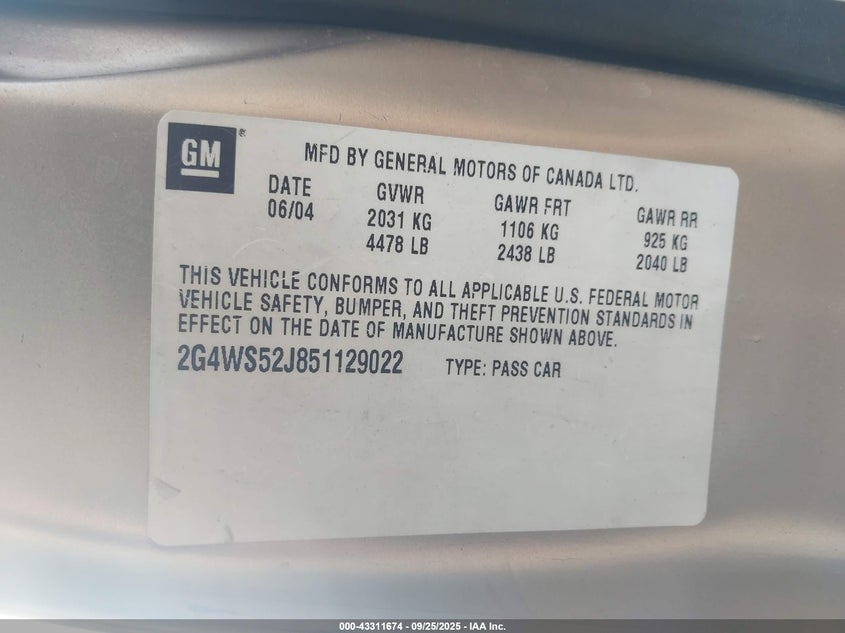 GM®
MFD BY GENERAL MOTORS OF CANADA LTD.
DATE GVWR GAWR FRT GAWR RR
06/04 2031 KG 1106 KG 925 KG
4478 LB 2438 LB 2040 LB
THIS VEHICLE CONFORMS TO ALL APPLICABLE U.S. FEDERAL MOTOR
VEHICLE SAFETY, BUMPER, AND THEFT PREVENTION STANDARDS IN
EFFECT ON THE DATE OF MANUFACTURE SHOWN ABOVE.
2G4WS52J851129022 TYPE: PASS CAR
000-43311674 - 09/25/2025 - IAA Inc.